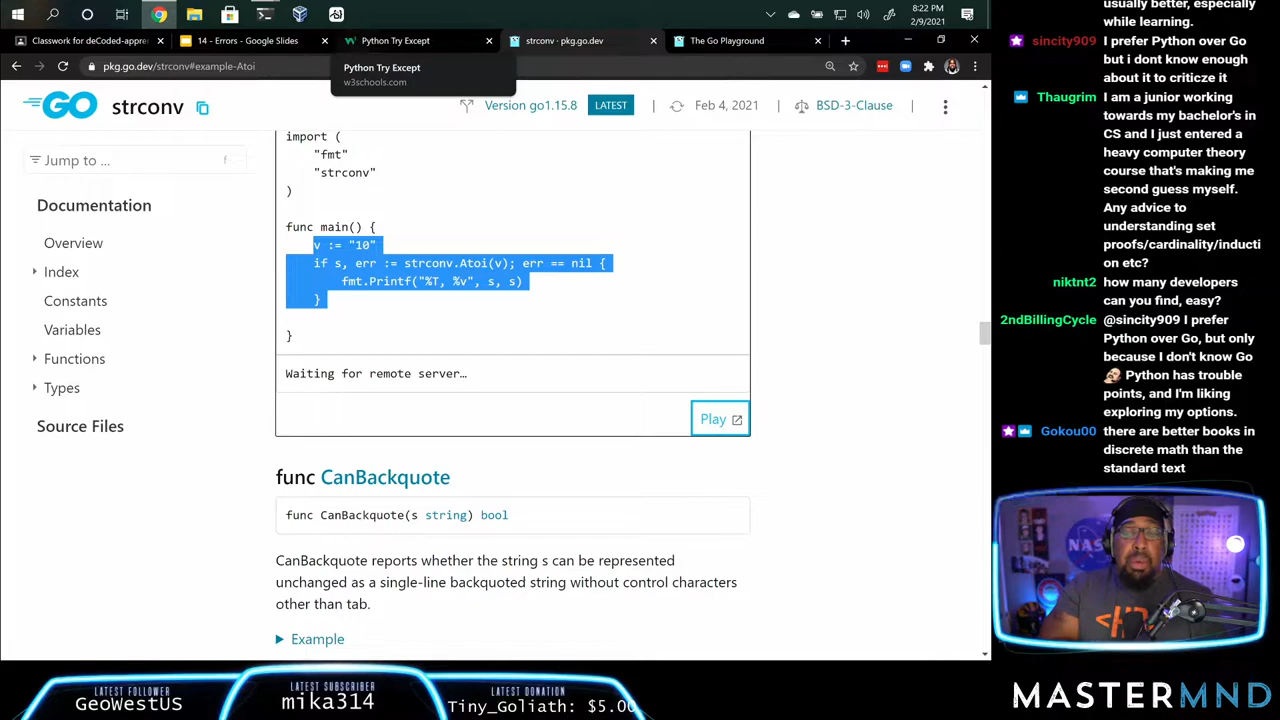 8:22 PM
2/9/2021
Classwork for deCoded-appren
14 - Errors - Google Slides
Python Try Except
strconv · pkg.go.dev
The Go Playground
pkg.go.dev/strconv#example-Atoi
Python Try Except
w3schools.com
GO
strconv
Version go1.15.8
LATEST
Feb 4, 2021
BSD-3-Clause
Jump to ...
f
Documentation
Overview
Index
Constants
Variables
Functions
Types
Source Files
import (
"fmt"
"strconv"
)
func main() {
v := "10"
if s, err := strconv.Atoi(v); err == nil {
fmt.Printf("%T, %v", s, s)
}
}
Waiting for remote server…
Play
func CanBackquote
func CanBackquote(s string) bool
CanBackquote reports whether the string s can be represented
unchanged as a single-line backquoted string without control characters
other than tab.
Example
usually better, especially
while learning.
sincity909 I prefer Python over Go
but i dont know enough
about it to criticze it
Thaugrim I am a junior working
towards my bachelor's in
CS and I just entered a
heavy computer theory
course that's making me
second guess myself.
Any advice to
understanding set
proofs/cardinality/inducti
on etc?
niktnt2 how many developers
can you find, easy?
2ndBillingCycle @sincity909 I prefer
Python over Go, but only
because I don't know Go
Python has trouble
points, and I'm liking
exploring my options.
Gokou00 there are better books in
discrete math than the
standard text
NASA
LATEST FOLLOWER
GeoWestUS
LATEST SUBSCRIBER
mika314
LATEST DONATION
Tiny_Goliath: $5.00
MASTERMND